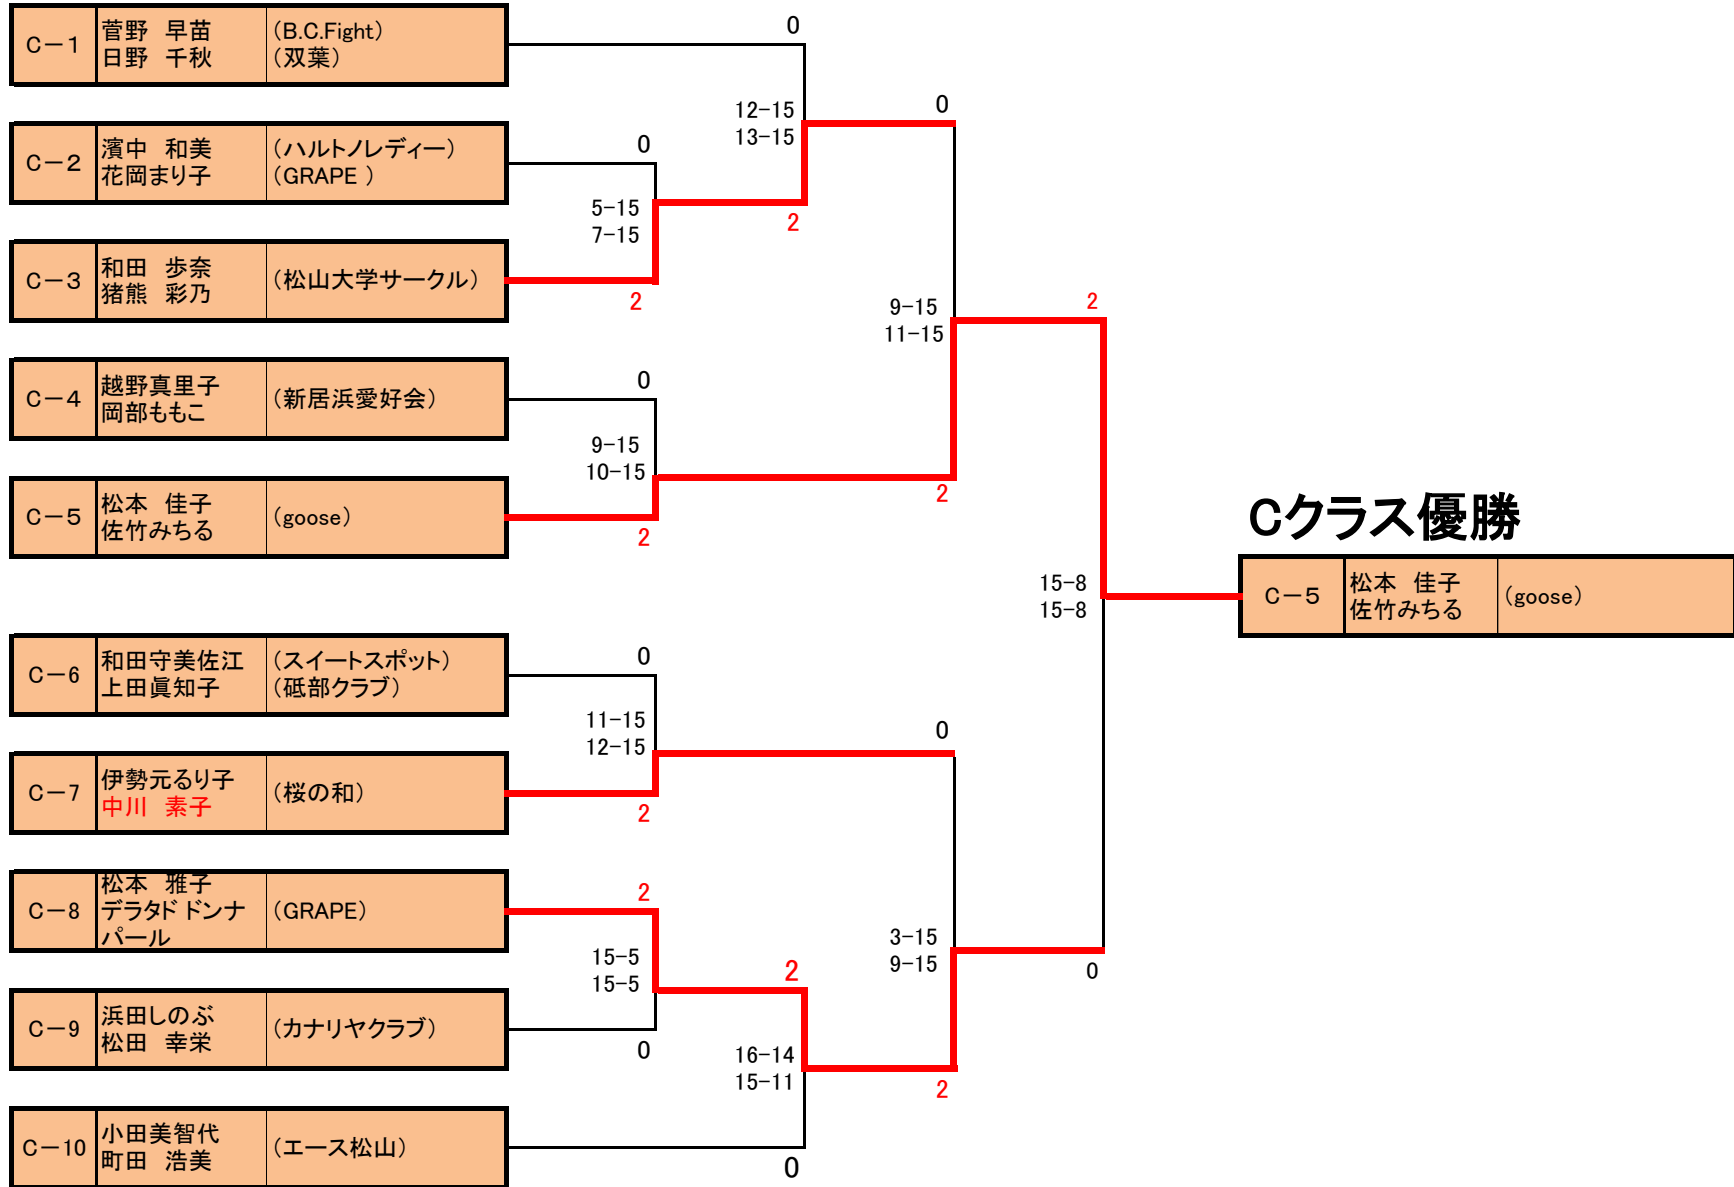 C－1 菅野　早苗 (B.C.Fight)
日野　千秋 (双葉)
C－2 濱中　和美 (ハルトノレディー)
花岡まり子 (GRAPE )
C－3 和田　歩奈 (松山大学サークル)
猪熊　彩乃
C－4 越野真里子 (新居浜愛好会)
岡部ももこ
C－5 松本　佳子 (goose)
佐竹みちる
C－6 和田守美佐江 (スイートスポット)
上田眞知子 (砥部クラブ)
C－7 伊勢元るり子 (桜の和)
中川　素子
C－8 松本　雅子 (GRAPE)
デラタド ドンナ
パール
C－9 浜田しのぶ (カナリヤクラブ)
松田　幸栄
C－10 小田美智代 (エース松山)
町田　浩美
0
0
5-15
7-15
2
0
9-15
10-15
2
0
11-15
12-15
2
2
15-5
15-5
0
12-15
13-15
2
2
16-14
15-11
0
0
9-15
11-15
2
0
3-15
9-15
2
2
15-8
15-8
0
Cクラス優勝
C－5 松本　佳子 (goose)
佐竹みちる